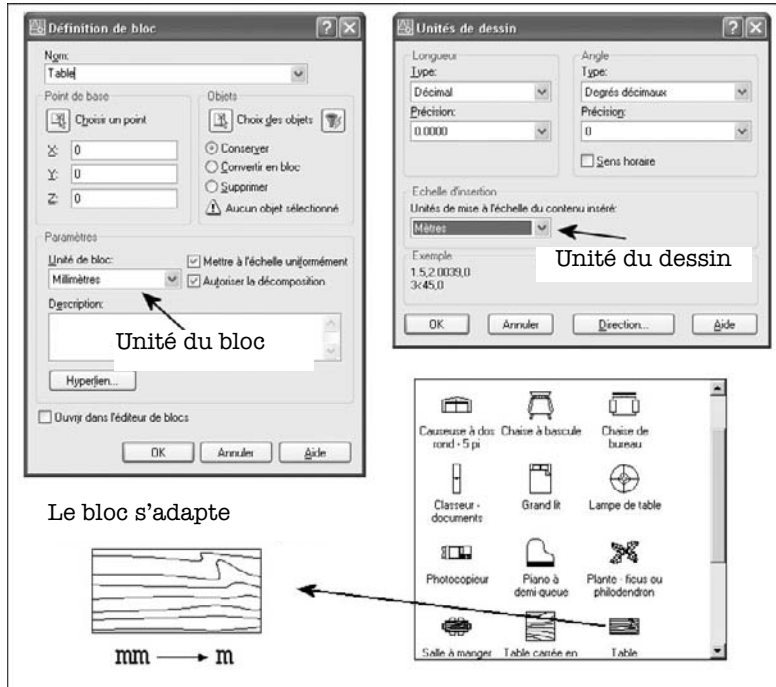 Définition de bloc
Nom:
Table
Point de base
Choisir un point
X: 0
Y: 0
Z: 0
Objets
Choix des objets
Conserver
Convertir en bloc
Supprimer
Aucun objet sélectionné
Paramètres
Unité de bloc:
Millimètres
Mettre à l'échelle uniformément
Autoriser la décomposition
Description:
Unité du bloc
Hyperlien...
Ouvrir dans l'éditeur de blocs
OK Annuler Aide
Unités de dessin
Longueur
Type:
Décimal
Précision:
0.0000
Angle
Type:
Degrés décimaux
Précision:
0
Sens horaire
Echelle d'insertion
Unités de mise à l'échelle du contenu inséré:
Mètres
Unité du dessin
Exemple
1.5,2.0039,0
3<45,0
OK Annuler Direction... Aide
Le bloc s'adapte
mm m
Causeuse à dos
rond - 5 pi
Chaise à bascule
Chaise de
bureau
Classeur -
documents
Grand lit
Lampe de table
Photocopieur
Piano à
demi queue
Plante - ficus ou
philodendron
Salle à manger
Table carrée en
Table